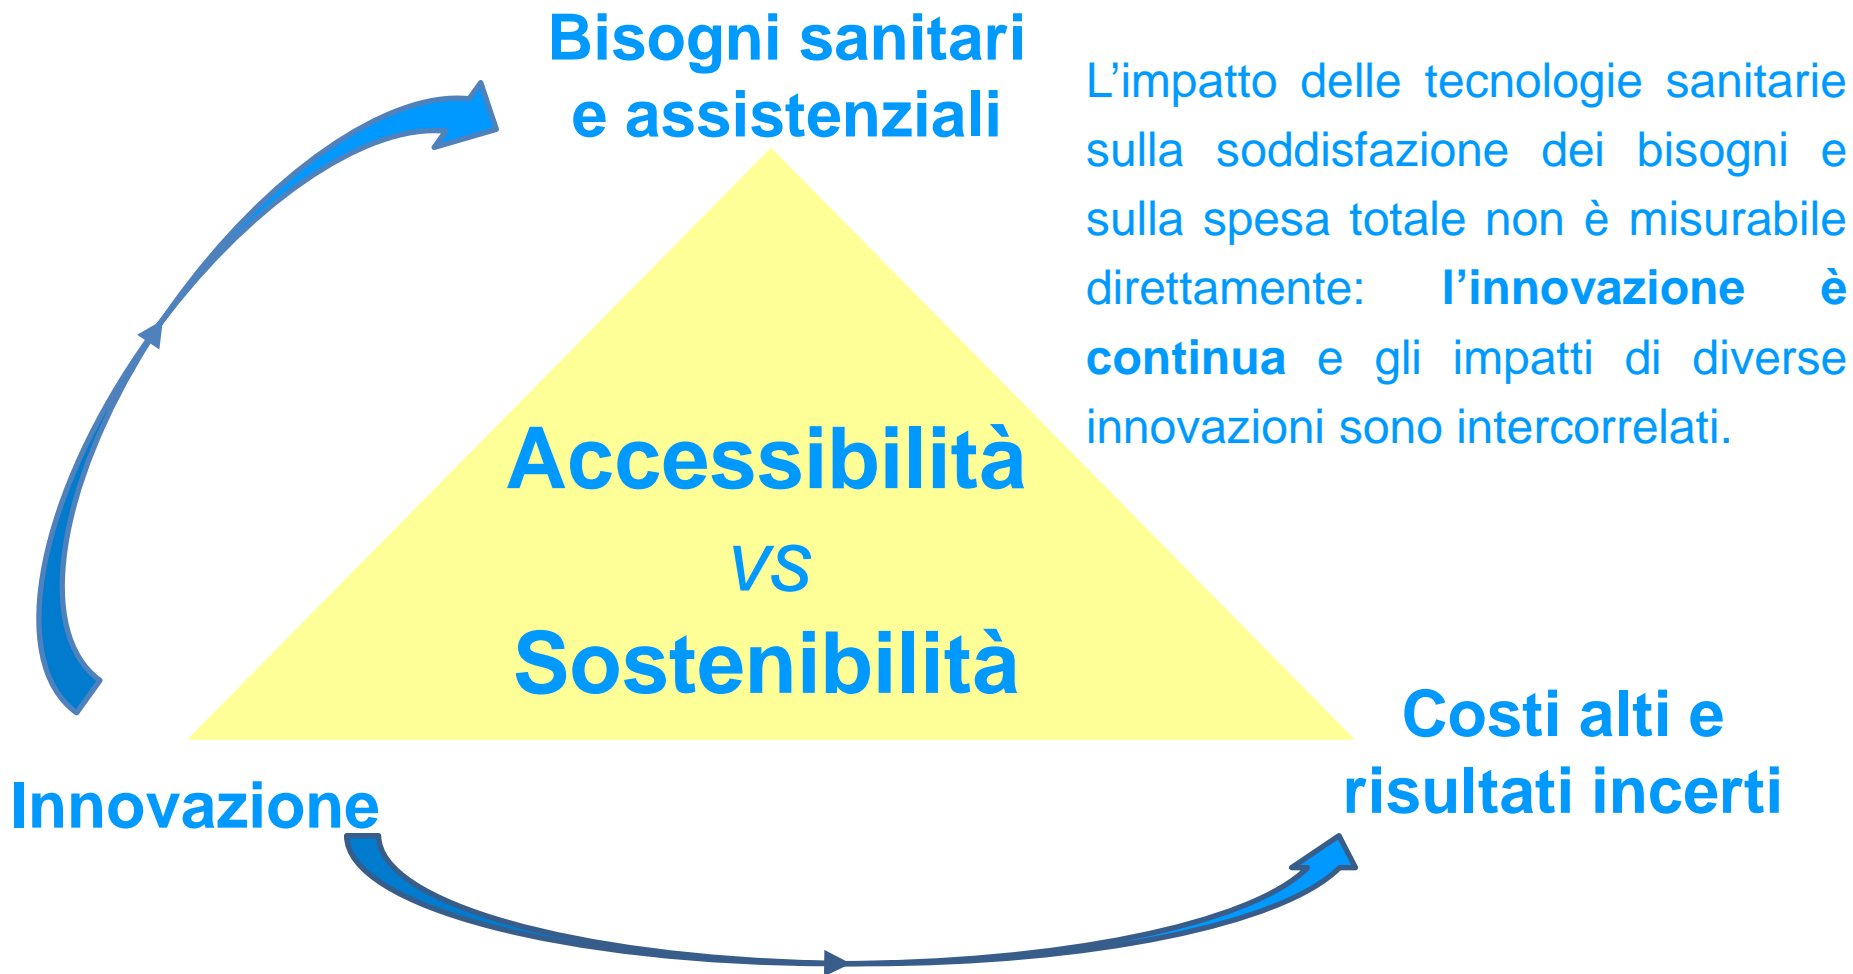 Bisogni sanitari
e assistenziali
L’impatto delle tecnologie sanitarie
sulla soddisfazione dei bisogni e
sulla spesa totale non è misurabile
direttamente: l’innovazione è
continua e gli impatti di diverse
innovazioni sono intercorrelati.
Accessibilità
vs
Sostenibilità
Costi alti e
risultati incerti
Innovazione